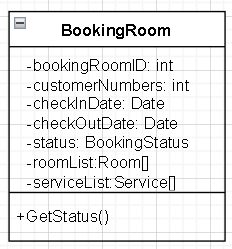 BookingRoom
-bookingRoomID: int
-customerNumbers: int
-checkInDate: Date
-checkOutDate: Date
-status: BookingStatus
-roomList:Room[]
-serviceList:Service[]
+GetStatus()